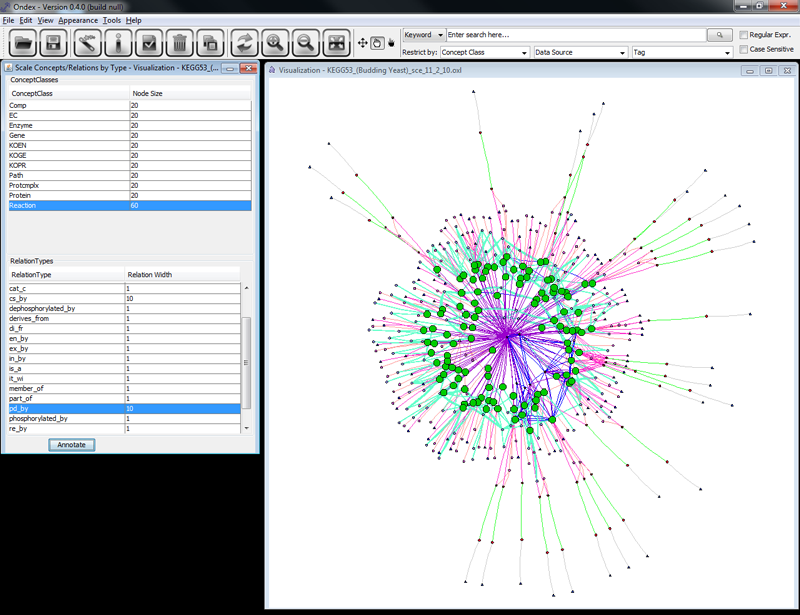 Ondex - Version 0.4.0 (build null)
File Edit View Appearance Tools Help
Keyword Enter search here... Regular Expr.
Restrict by: Concept Class Data Source Tag Case Sensitive
Scale Concepts/Relations by Type - Visualization - KEGG53_(...
Visualization - KEGG53_(Budding Yeast)_sce_11_2_10.oxl
ConceptClasses
ConceptClass Node Size
Comp 20
EC 20
Enzyme 20
Gene 20
KOEN 20
KOGE 20
KOPR 20
Path 20
Protcmplx 20
Protein 20
Reaction 60
RelationTypes
RelationType Relation Width
cat_c 1
cs_by 10
dephosphorylated_by 1
derives_from 1
di_fr 1
en_by 1
ex_by 1
in_by 1
is_a 1
it_wi 1
member_of 1
part_of 1
pd_by 10
phosphorylated_by 1
re_by 1
Annotate